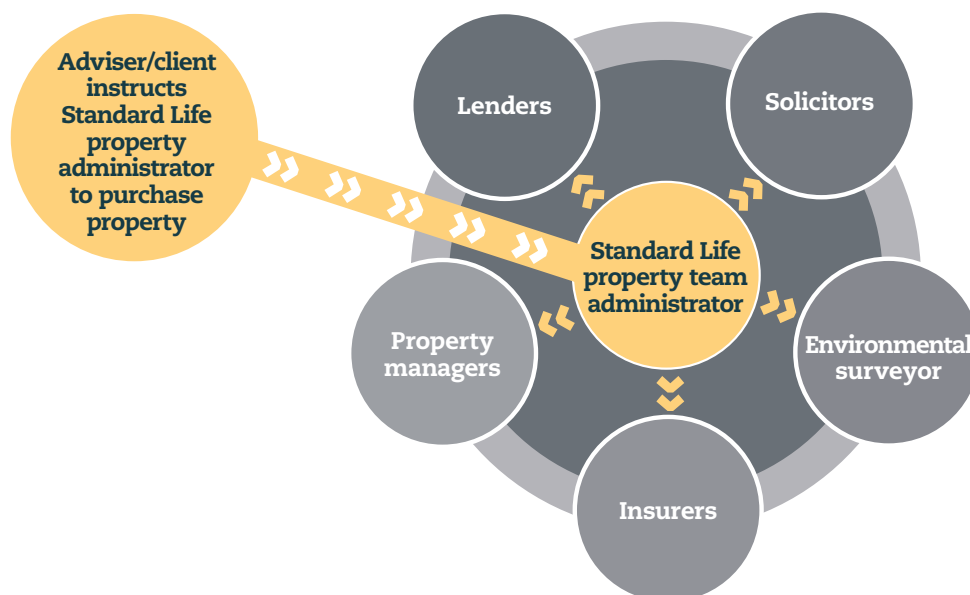 Adviser/client
instructs
Standard Life
property
administrator
to purchase
property
Lenders
Solicitors
Standard Life
property team
administrator
Property
managers
Environmental
surveyor
Insurers